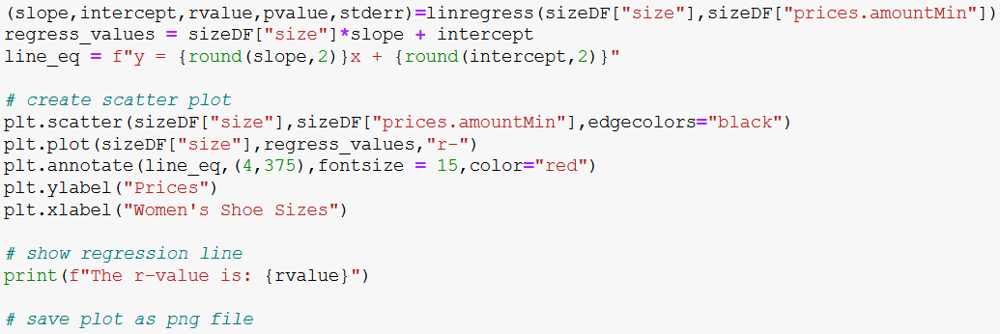 (slope,intercept,rvalue,pvalue,stderr)=linregress(sizeDF["size"],sizeDF["prices.amountMin"])
regress_values = sizeDF["size"]*slope + intercept
line_eq = f"y = {round(slope,2)}x + {round(intercept,2)}"
# create scatter plot
plt.scatter(sizeDF["size"],sizeDF["prices.amountMin"],edgecolors="black")
plt.plot(sizeDF["size"],regress_values,"r-")
plt.annotate(line_eq,(4,375),fontsize = 15,color="red")
plt.ylabel("Prices")
plt.xlabel("Women's Shoe Sizes")
# show regression line
print(f"The r-value is: {rvalue}")
# save plot as png file